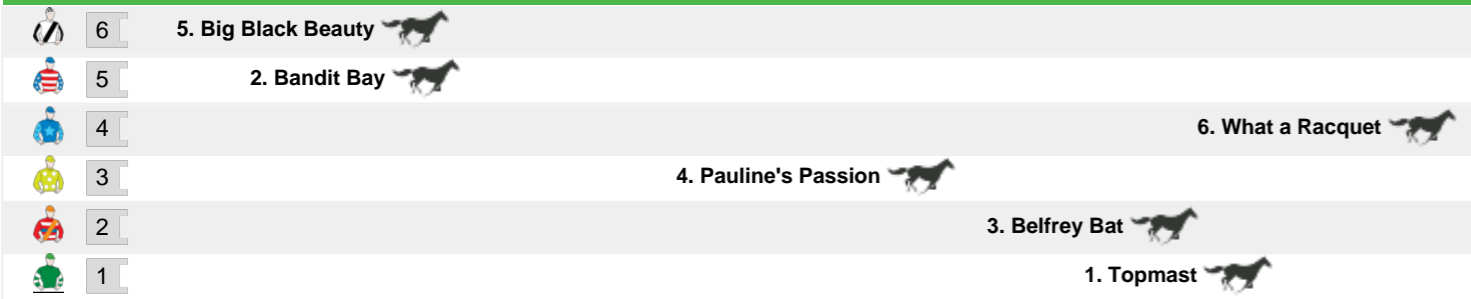 6 5. Big Black Beauty
5 2. Bandit Bay
4 6. What a Racquet
3 4. Pauline's Passion
2 3. Belfrey Bat
1 1. Topmast